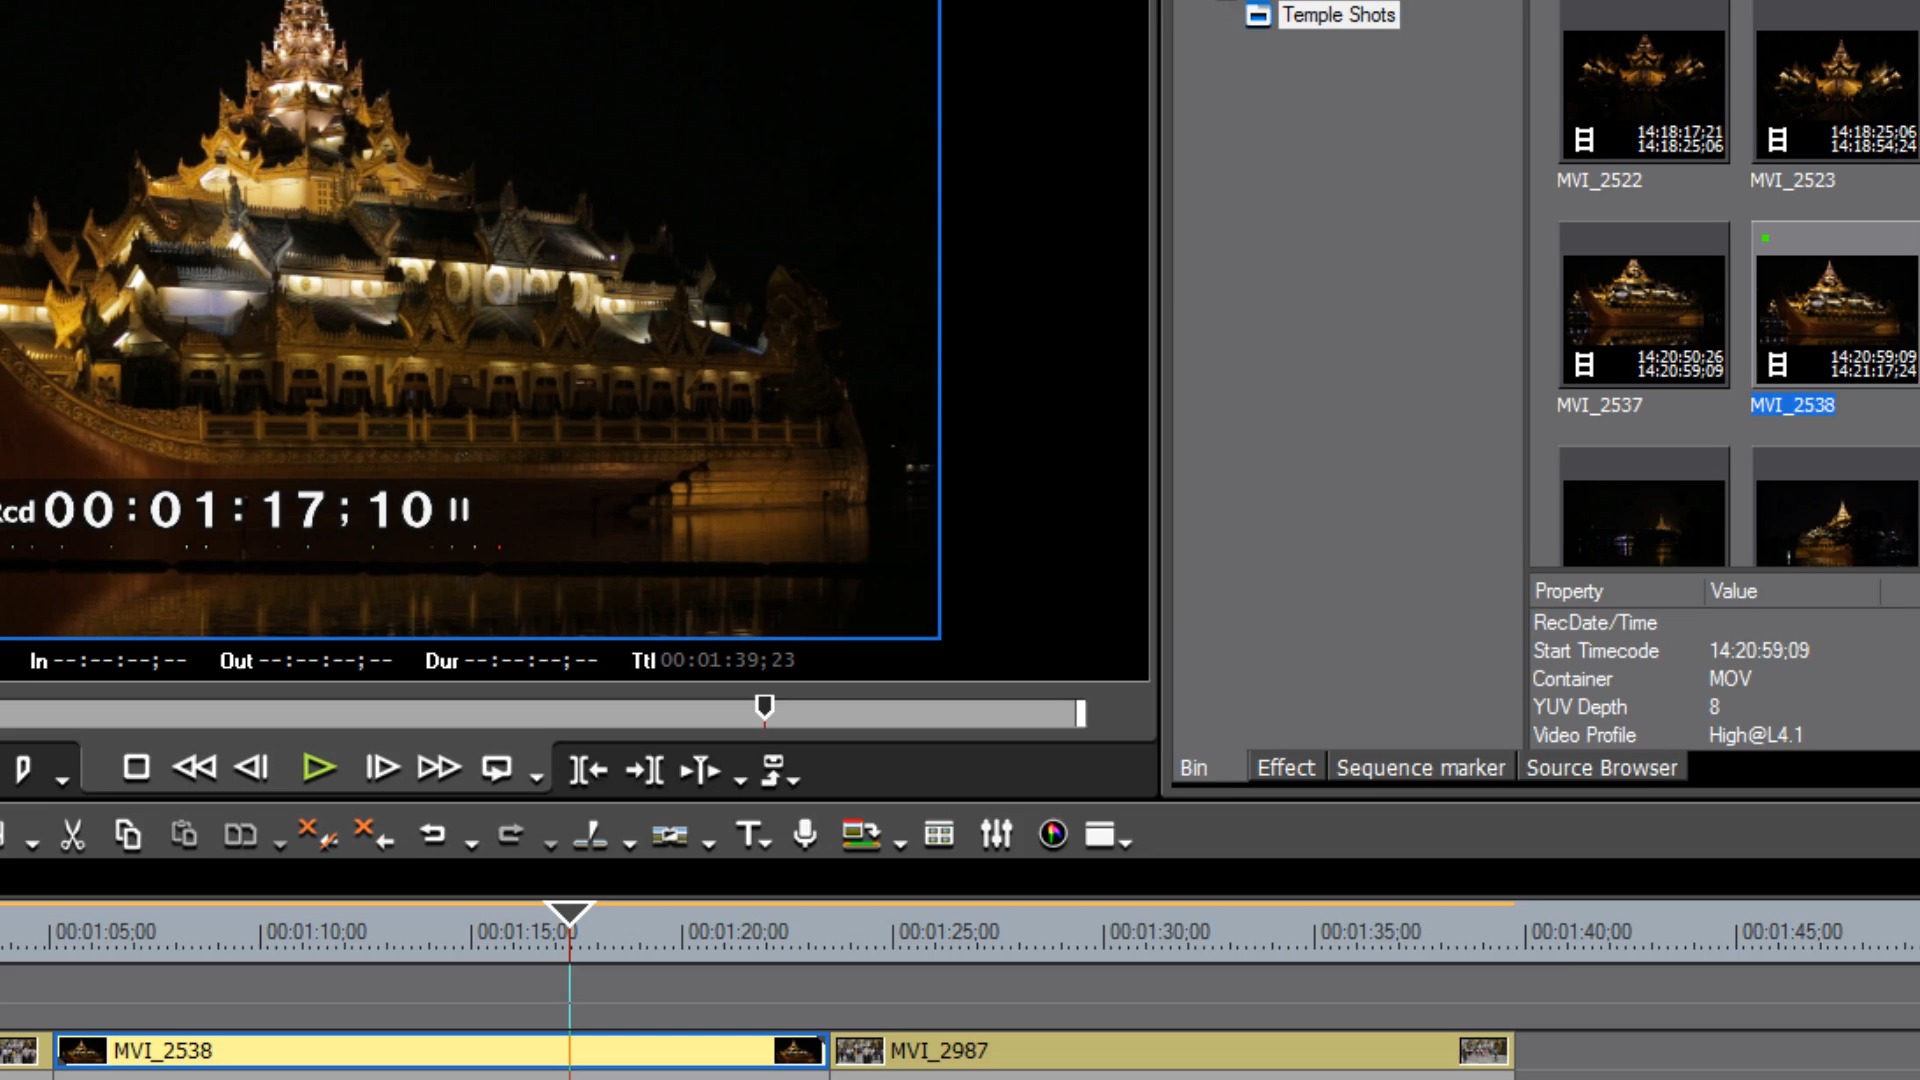 Temple Shots
14:18:17;21
14:18:25;06
14:18:25;06
14:18:54;24
MVI_2522
MVI_2523
14:20:50;26
14:20:59;09
14:20:59;09
14:21:17;24
MVI_2537
MVI_2538
Rcd 00:01:17;10
In --:--:--;-- Out --:--:--;-- Dur --:--:--;-- Ttl 00:01:39;23
Property Value
RecDate/Time
Start Timecode 14:20:59;09
Container MOV
YUV Depth 8
Video Profile High@L4.1
Bin Effect Sequence marker Source Browser
00:01:05;00 00:01:10;00 00:01:15;00 00:01:20;00 00:01:25;00 00:01:30;00 00:01:35;00 00:01:40;00 00:01:45;00
MVI_2538 MVI_2987